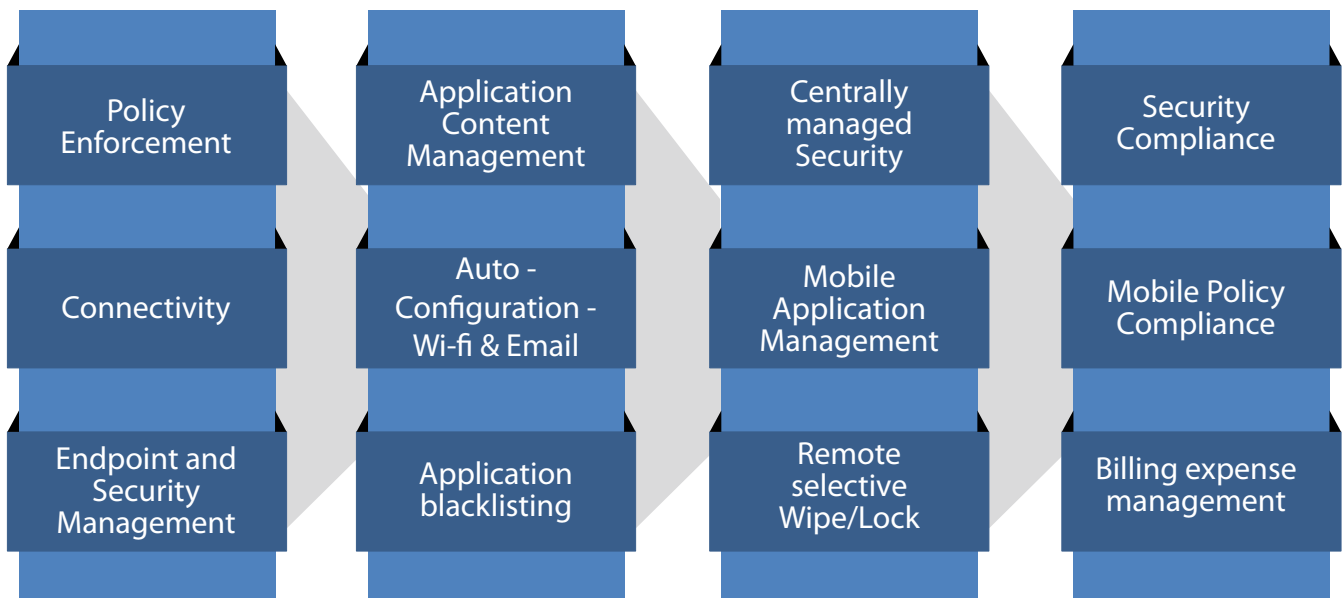 Policy
Enforcement
Connectivity
Endpoint and
Security
Management
Application
Content
Management
Auto -
Configuration -
Wi-fi & Email
Application
blacklisting
Centrally
managed
Security
Mobile
Application
Management
Remote
selective
Wipe/Lock
Security
Compliance
Mobile Policy
Compliance
Billing expense
management